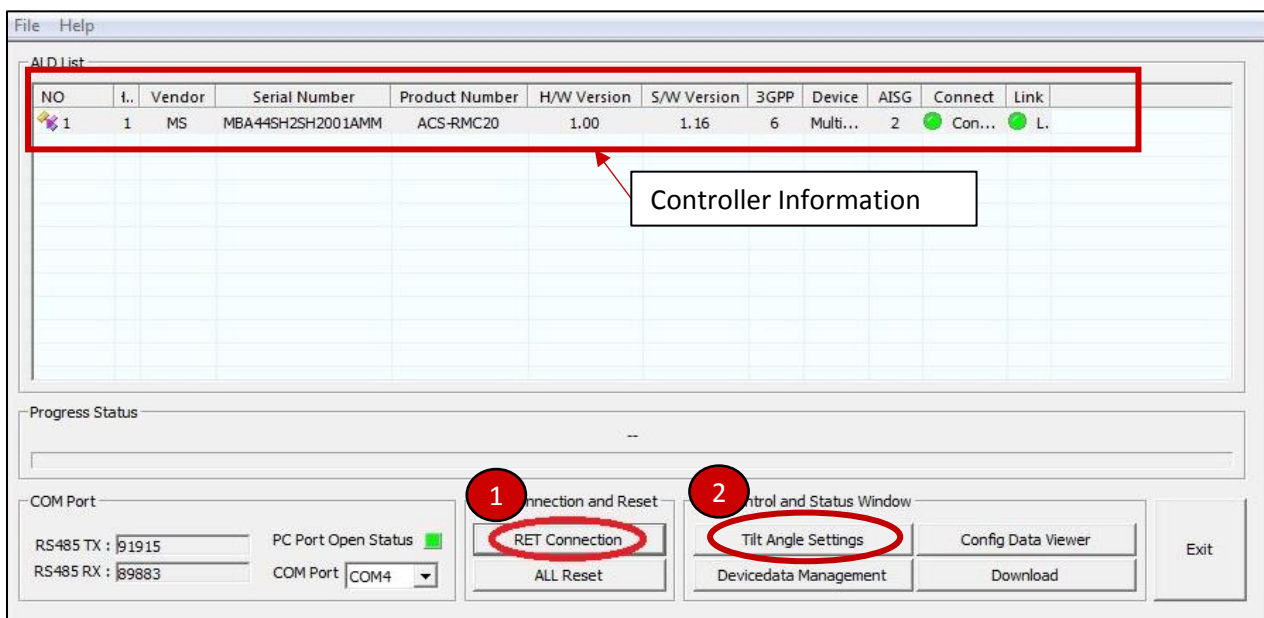 File Help
ALD List
NO ł.. Vendor Serial Number Product Number H/W Version S/W Version 3GPP Device AISG Connect Link
1 1 MS MBA44SH2SH2001AMM ACS-RMC20 1.00 1.16 6 Multi... 2 Con... L.
Controller Information
Progress Status
--
COM Port
RS485 TX : 91915
PC Port Open Status
RS485 RX : 89883
COM Port COM4
1
nnection and Reset
RET Connection
ALL Reset
2
ntrol and Status Window
Tilt Angle Settings Config Data Viewer
Devicedata Management Download
Exit